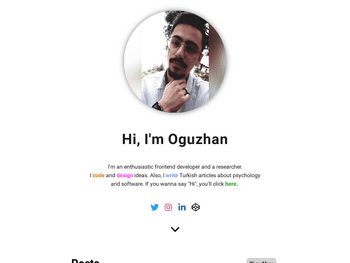 Hi, I'm Oguzhan
I'm an enthusiastic frontend developer and a researcher.
I code and design ideas. Also, I write Turkish articles about psychology
and software. If you wanna say "Hi", you'll click here.
Posts